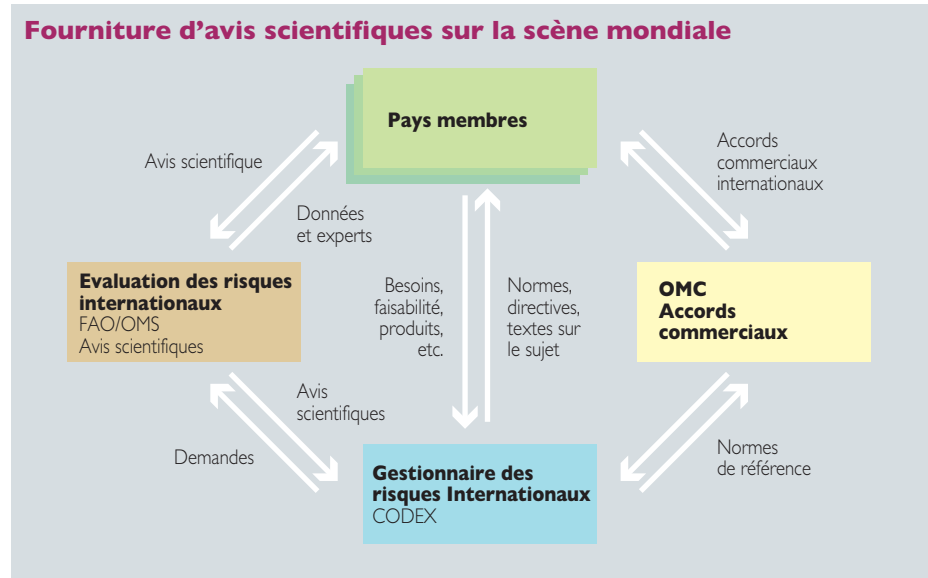 Fourniture d'avis scientifiques sur la scène mondiale
Pays membres
Avis scientifique
Accords
commerciaux
internationaux
Données
et experts
Evaluation des risques
internationaux
FAO/OMS
Avis scientifiques
Besoins,
faisabilité,
produits,
etc.
Normes,
directives,
textes sur
le sujet
OMC
Accords
commerciaux
Avis
scientifiques
Demandes
Gestionnaire des
risques Internationaux
CODEX
Normes
de référence